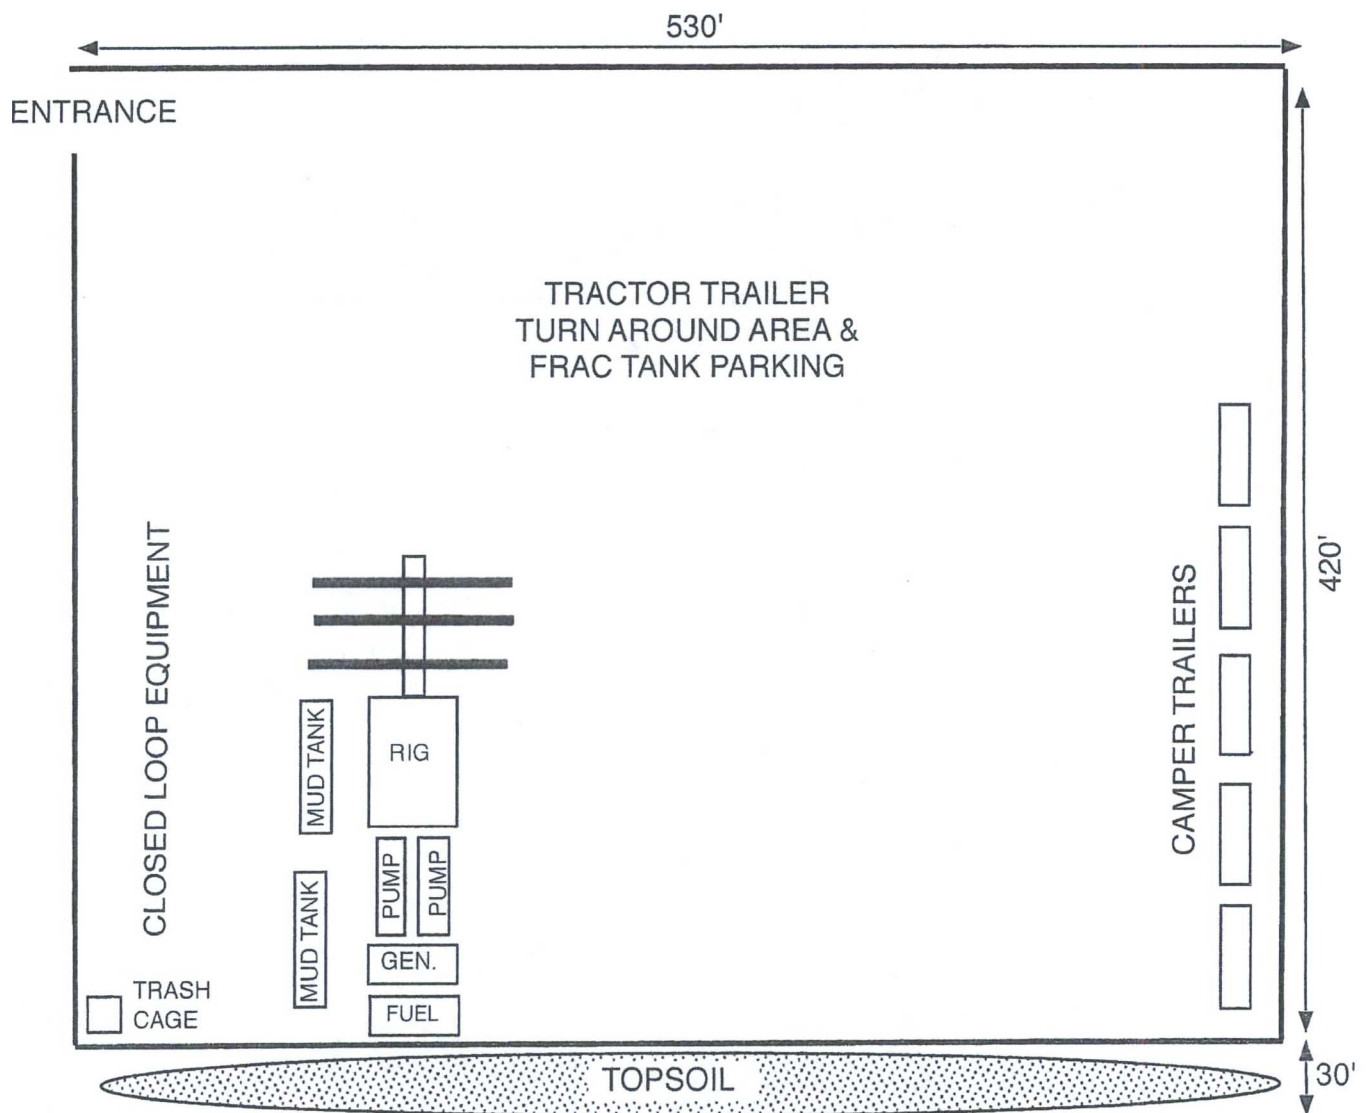 530'
ENTRANCE
TRACTOR TRAILER
TURN AROUND AREA &
FRAC TANK PARKING
420'
CLOSED LOOP EQUIPMENT
CAMPER TRAILERS
MUD TANK
RIG
PUMP
PUMP
MUD TANK
GEN.
TRASH
CAGE
FUEL
TOPSOIL
30'